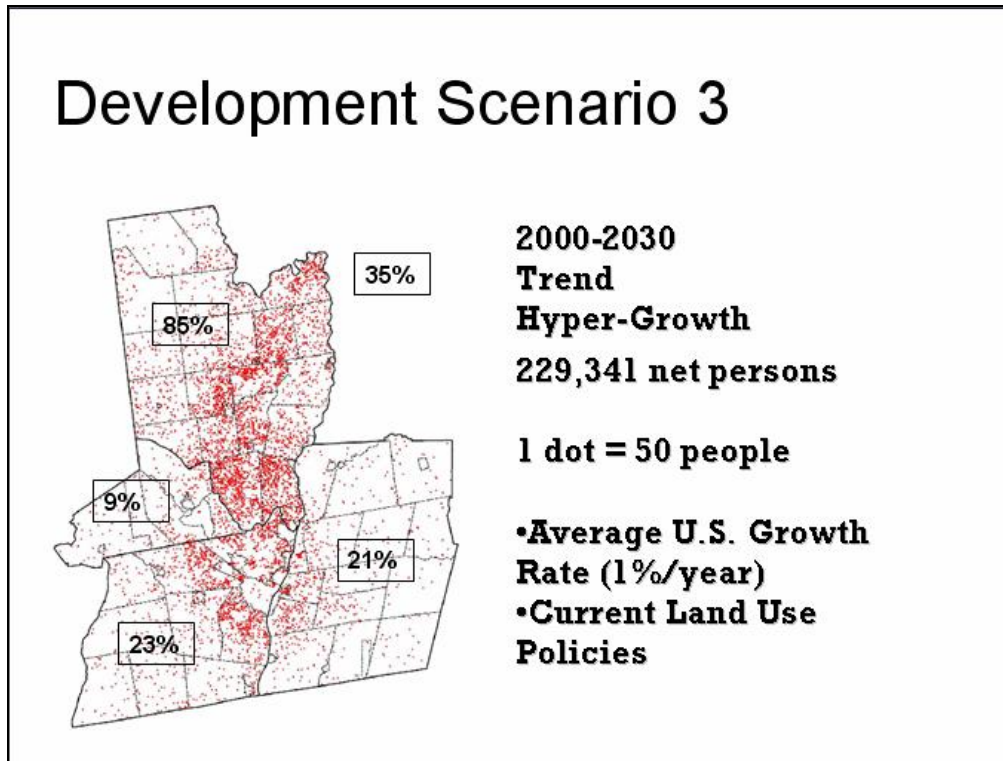 Development Scenario 3
35%
85%
9%
21%
23%
2000-2030
Trend
Hyper-Growth
229,341 net persons
1 dot = 50 people
•Average U.S. Growth
Rate (1%/year)
•Current Land Use
Policies